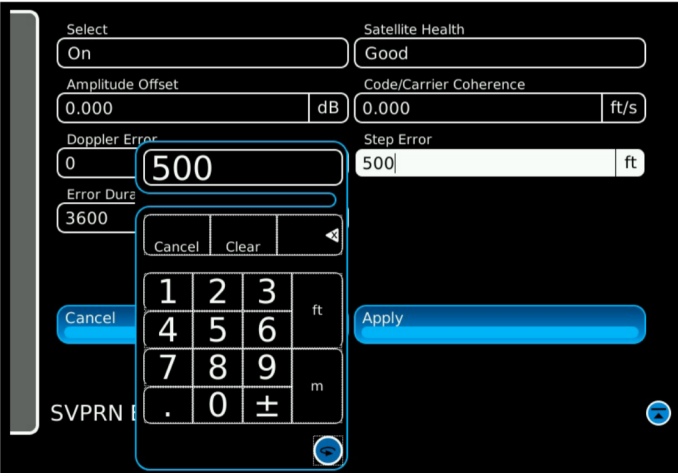 Select
Satellite Health
On
Good
Amplitude Offset
Code/Carrier Coherence
0.000 dB
0.000 ft/s
Doppler Error
Step Error
0
500 ft
500
Error Dura
3600
Cancel Clear
1 2 3
ft
4 5 6
7 8 9
m
. 0 ±
Cancel
Apply
SVPRN